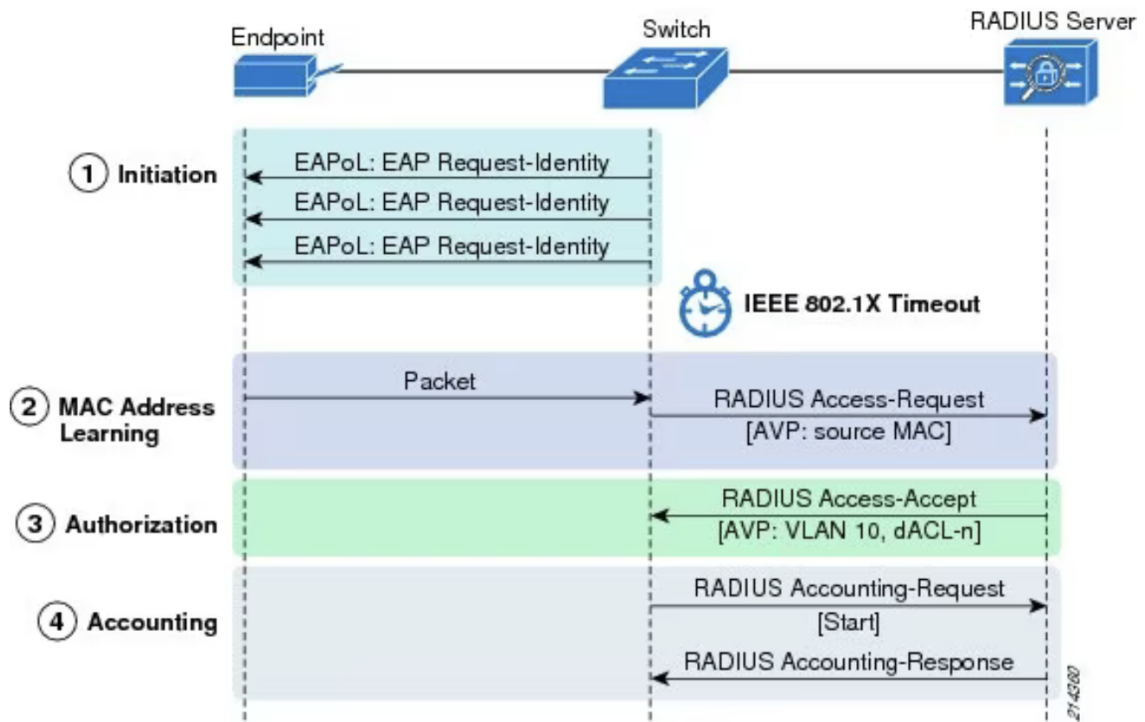 Endpoint
Switch
RADIUS Server
1 Initiation
EAPoL: EAP Request-Identity
EAPoL: EAP Request-Identity
EAPoL: EAP Request-Identity
IEEE 802.1X Timeout
2 MAC Address
Learning
Packet
RADIUS Access-Request
[AVP: source MAC]
3 Authorization
RADIUS Access-Accept
[AVP: VLAN 10, dACL-n]
4 Accounting
RADIUS Accounting-Request
[Start]
RADIUS Accounting-Response
214360